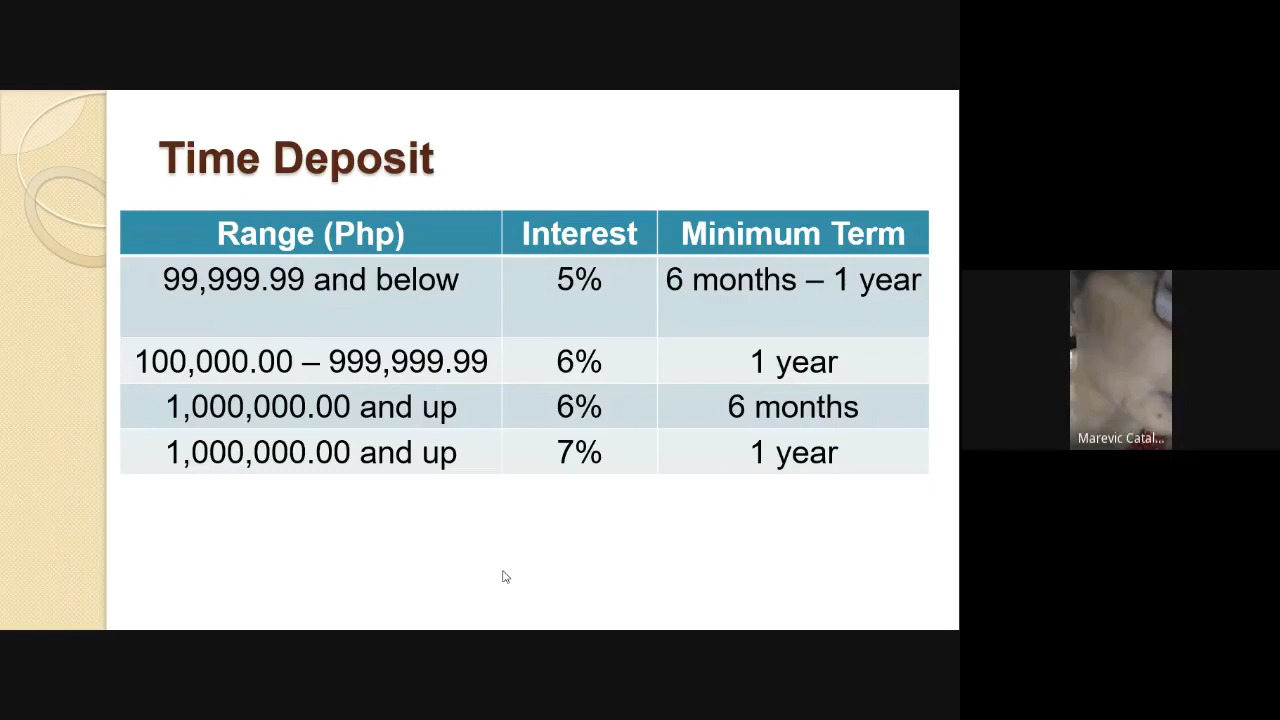 Time Deposit
Range (Php) Interest Minimum Term
99,999.99 and below 5% 6 months – 1 year
100,000.00 – 999,999.99 6% 1 year
1,000,000.00 and up 6% 6 months
1,000,000.00 and up 7% 1 year
Marevic Catal...